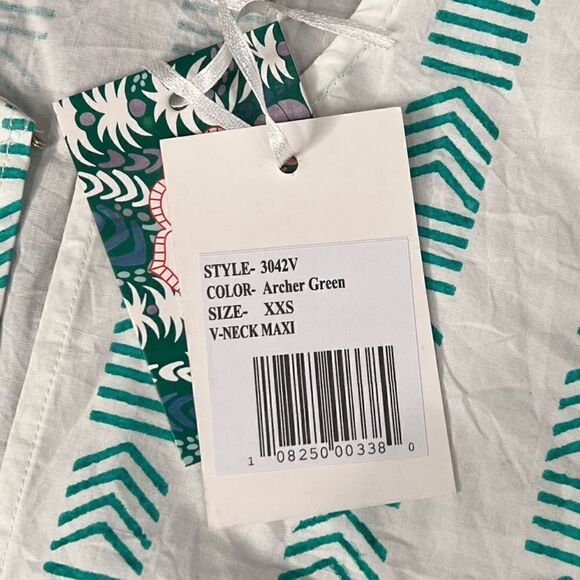 STYLE- 3042V
COLOR- Archer Green
SIZE- XXS
V-NECK MAXI
1 08250 00338 0